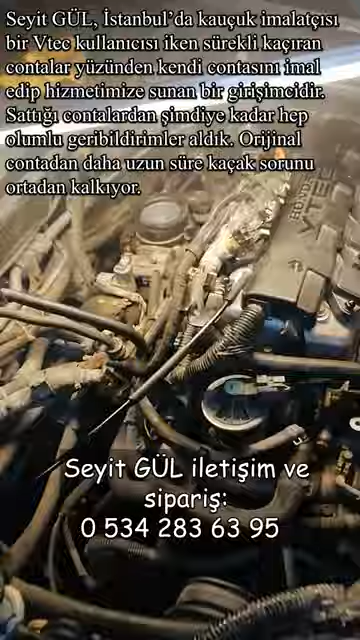 Seyit GÜL, İstanbul'da kauçuk imalatçısı
bir Vtec kullanıcısı iken sürekli kaçıran
contalar yüzünden kendi contasını imal
edip hizmetimize sunan bir girişimcidir.
Sattığı contalardan şimdiye kadar hep
olumlu geribildirimler aldık. Orijinal
contadan daha uzun süre kaçak sorunu
ortadan kalkıyor.
HONDA
VTEC
Seyit GÜL iletişim ve
sipariş:
0 534 283 63 95